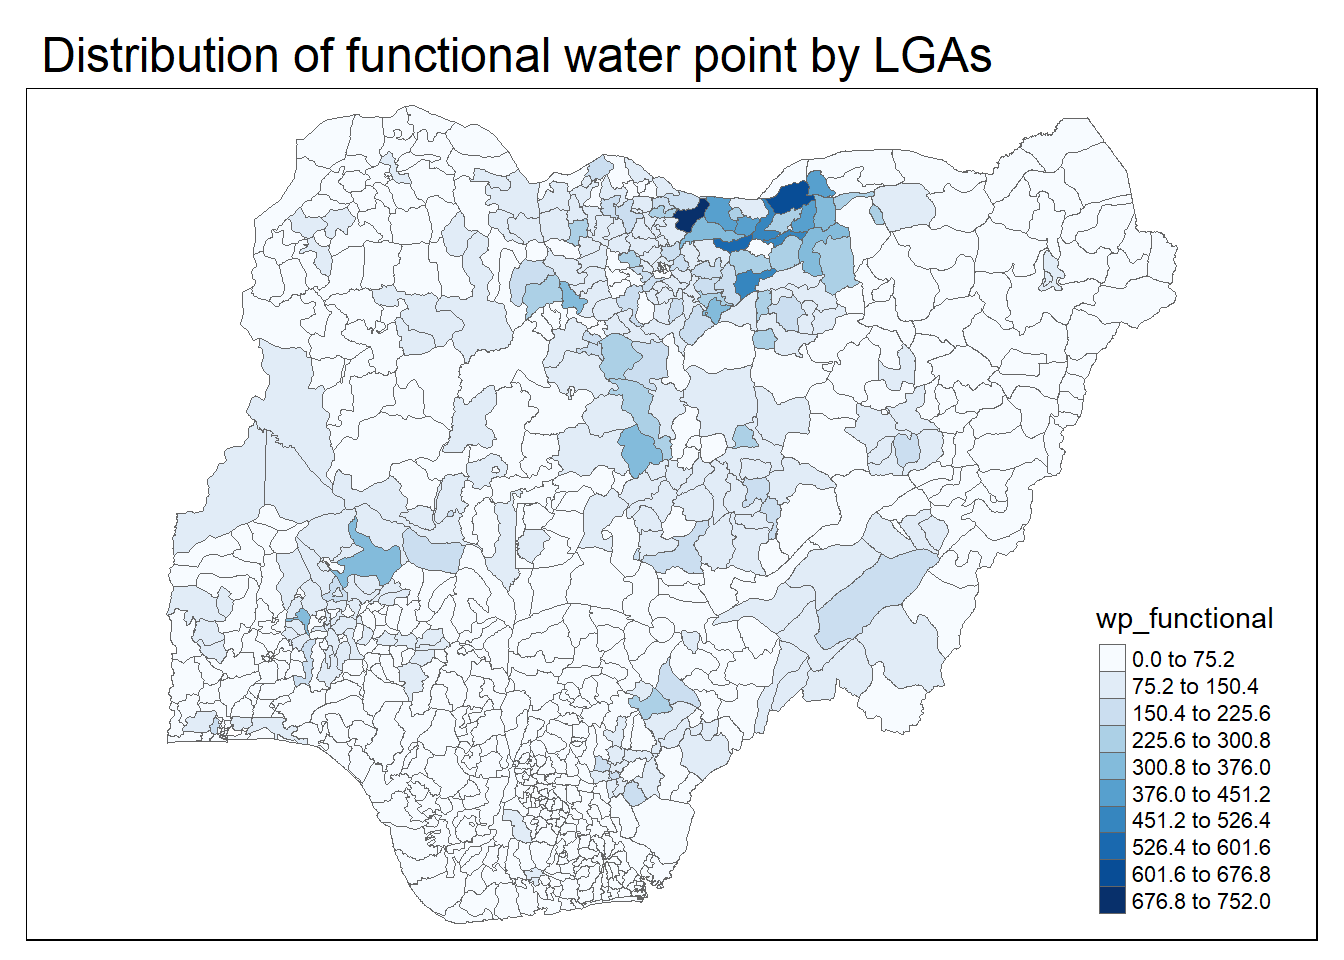 Distribution of functional water point by LGAs
wp_functional
0.0 to 75.2
75.2 to 150.4
150.4 to 225.6
225.6 to 300.8
300.8 to 376.0
376.0 to 451.2
451.2 to 526.4
526.4 to 601.6
601.6 to 676.8
676.8 to 752.0